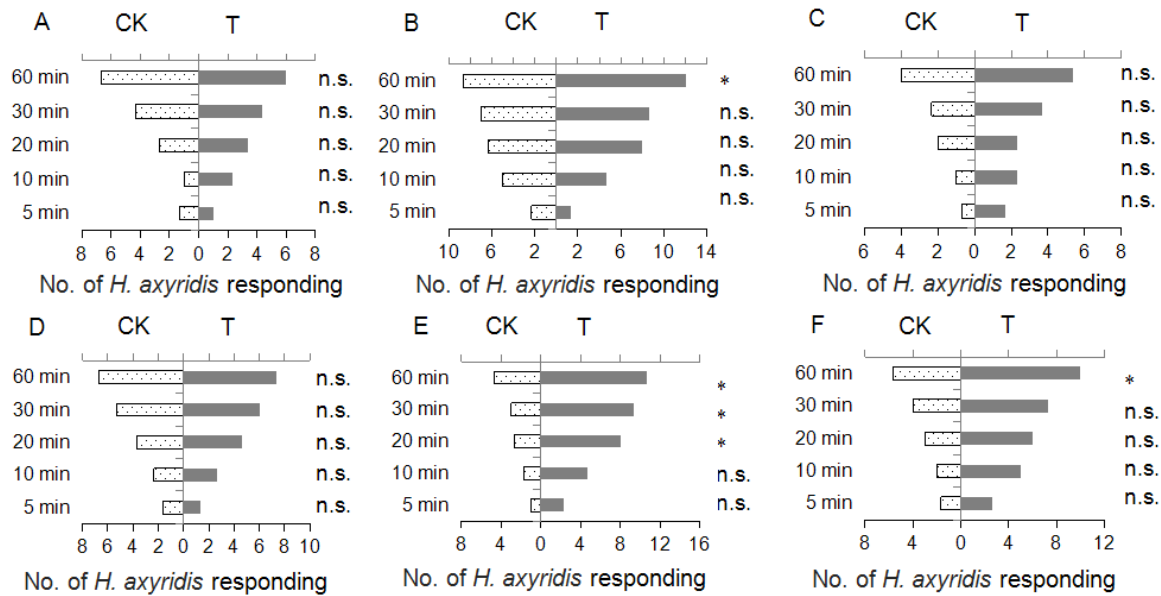 A CK T
60 min n.s.
30 min n.s.
20 min n.s.
10 min n.s.
5 min n.s.
8 6 4 2 0 2 4 6 8
No. of H. axyridis responding
B CK T
60 min *
30 min n.s.
20 min n.s.
10 min n.s.
5 min n.s.
10 6 2 2 6 10 14
No. of H. axyridis responding
C CK T
60 min n.s.
30 min n.s.
20 min n.s.
10 min n.s.
5 min n.s.
6 4 2 0 2 4 6 8
No. of H. axyridis responding
D CK T
60 min n.s.
30 min n.s.
20 min n.s.
10 min n.s.
5 min n.s.
8 6 4 2 0 2 4 6 8 10
No. of H. axyridis responding
E CK T
60 min *
30 min *
20 min *
10 min n.s.
5 min n.s.
8 4 0 4 8 12 16
No. of H. axyridis responding
F CK T
60 min *
30 min n.s.
20 min n.s.
10 min n.s.
5 min n.s.
8 4 0 4 8 12
No. of H. axyridis responding